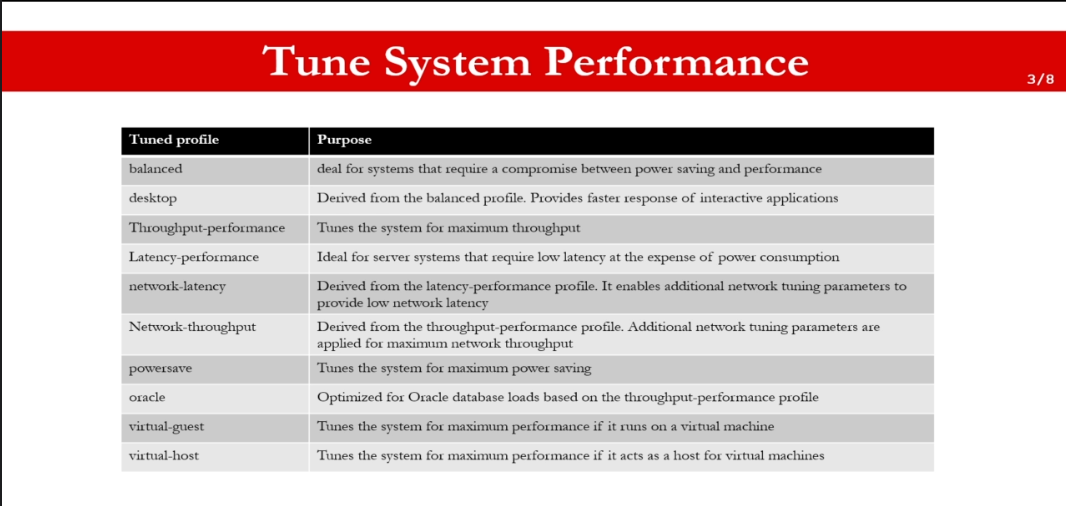 Tune System Performance
3/8
Tuned profile Purpose
balanced deal for systems that require a compromise between power saving and performance
desktop Derived from the balanced profile. Provides faster response of interactive applications
Throughput-performance Tunes the system for maximum throughput
Latency-performance Ideal for server systems that require low latency at the expense of power consumption
network-latency Derived from the latency-performance profile. It enables additional network tuning parameters to
provide low network latency
Network-throughput Derived from the throughput-performance profile. Additional network tuning parameters are
applied for maximum network throughput
powersave Tunes the system for maximum power saving
oracle Optimized for Oracle database loads based on the throughput-performance profile
virtual-guest Tunes the system for maximum performance if it runs on a virtual machine
virtual-host Tunes the system for maximum performance if it acts as a host for virtual machines